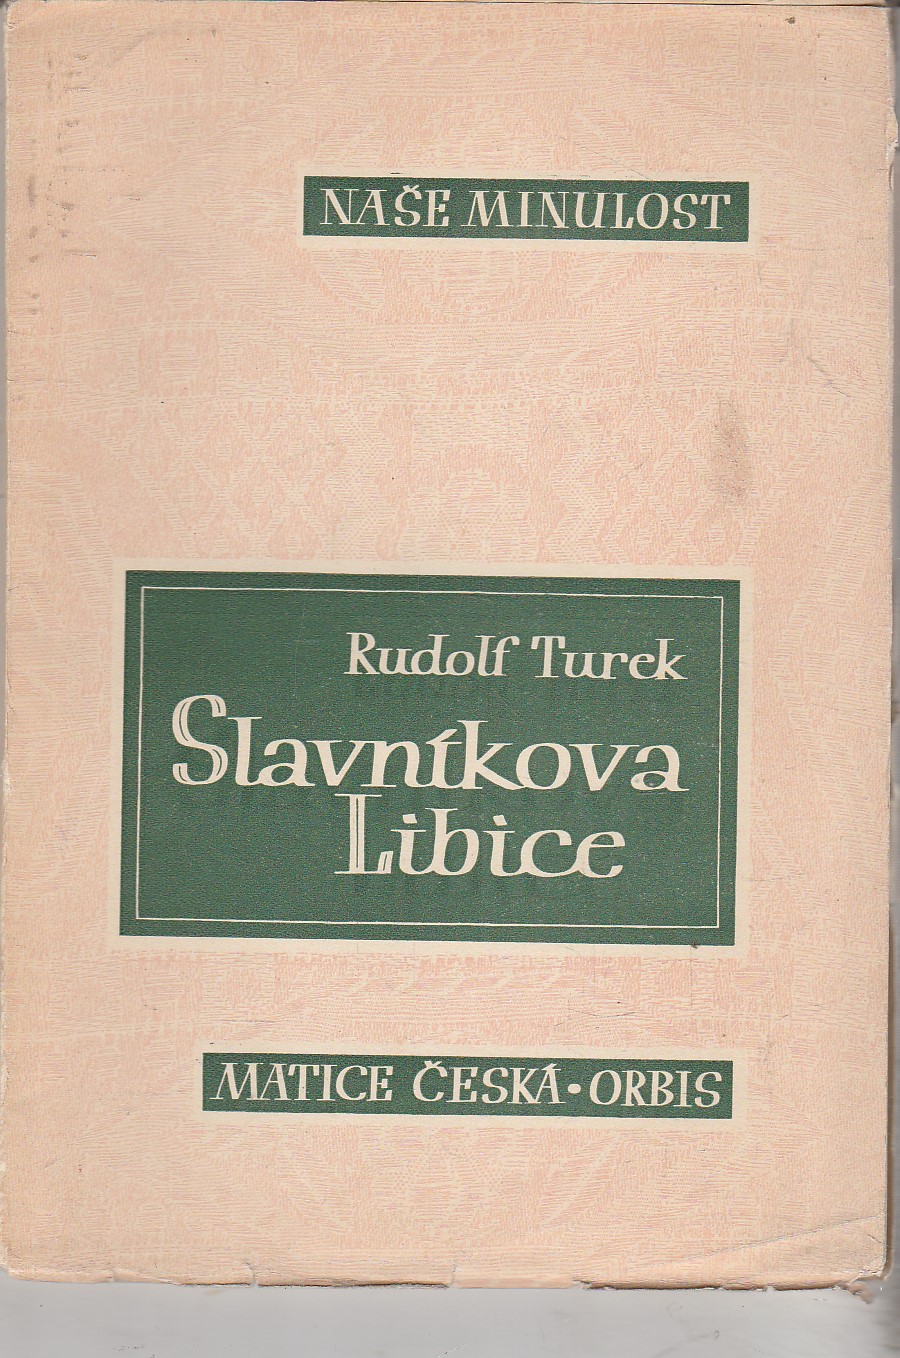 NAŠE MINULOST
Rudolf Turek
Slavníkova
Libice
MATICE ČESKÁ • ORBIS